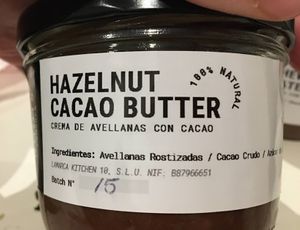 HAZELNUT
CACAO BUTTER
100% NATURAL
CREMA DE AVELLANAS CON CACAO
Ingredientes: Avellanas Rostizadas / Cacao Crudo /
LAMARCA KITCHEN 10, S.L.U. NIF: B87966651
Batch Nº 15